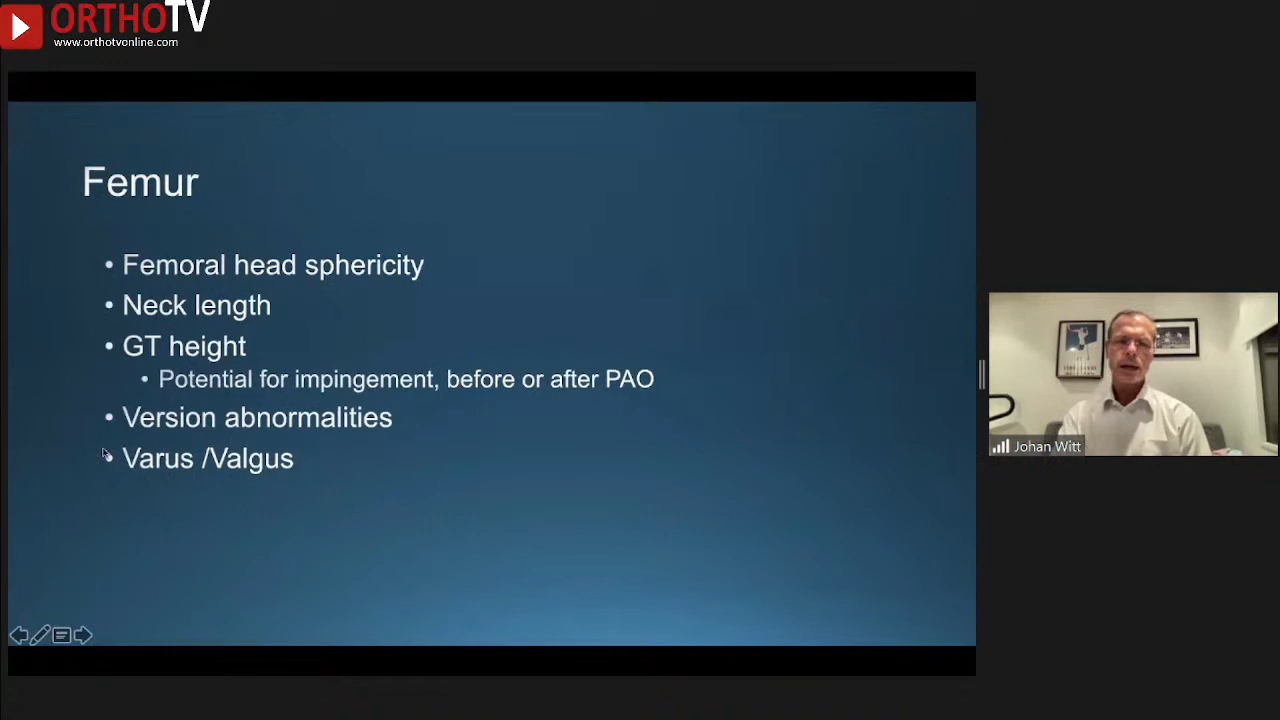 ORTHOTV
www.orthotvonline.com
Femur
• Femoral head sphericity
• Neck length
• GT height
• Potential for impingement, before or after PAO
• Version abnormalities
• Varus /Valgus
Johan Witt